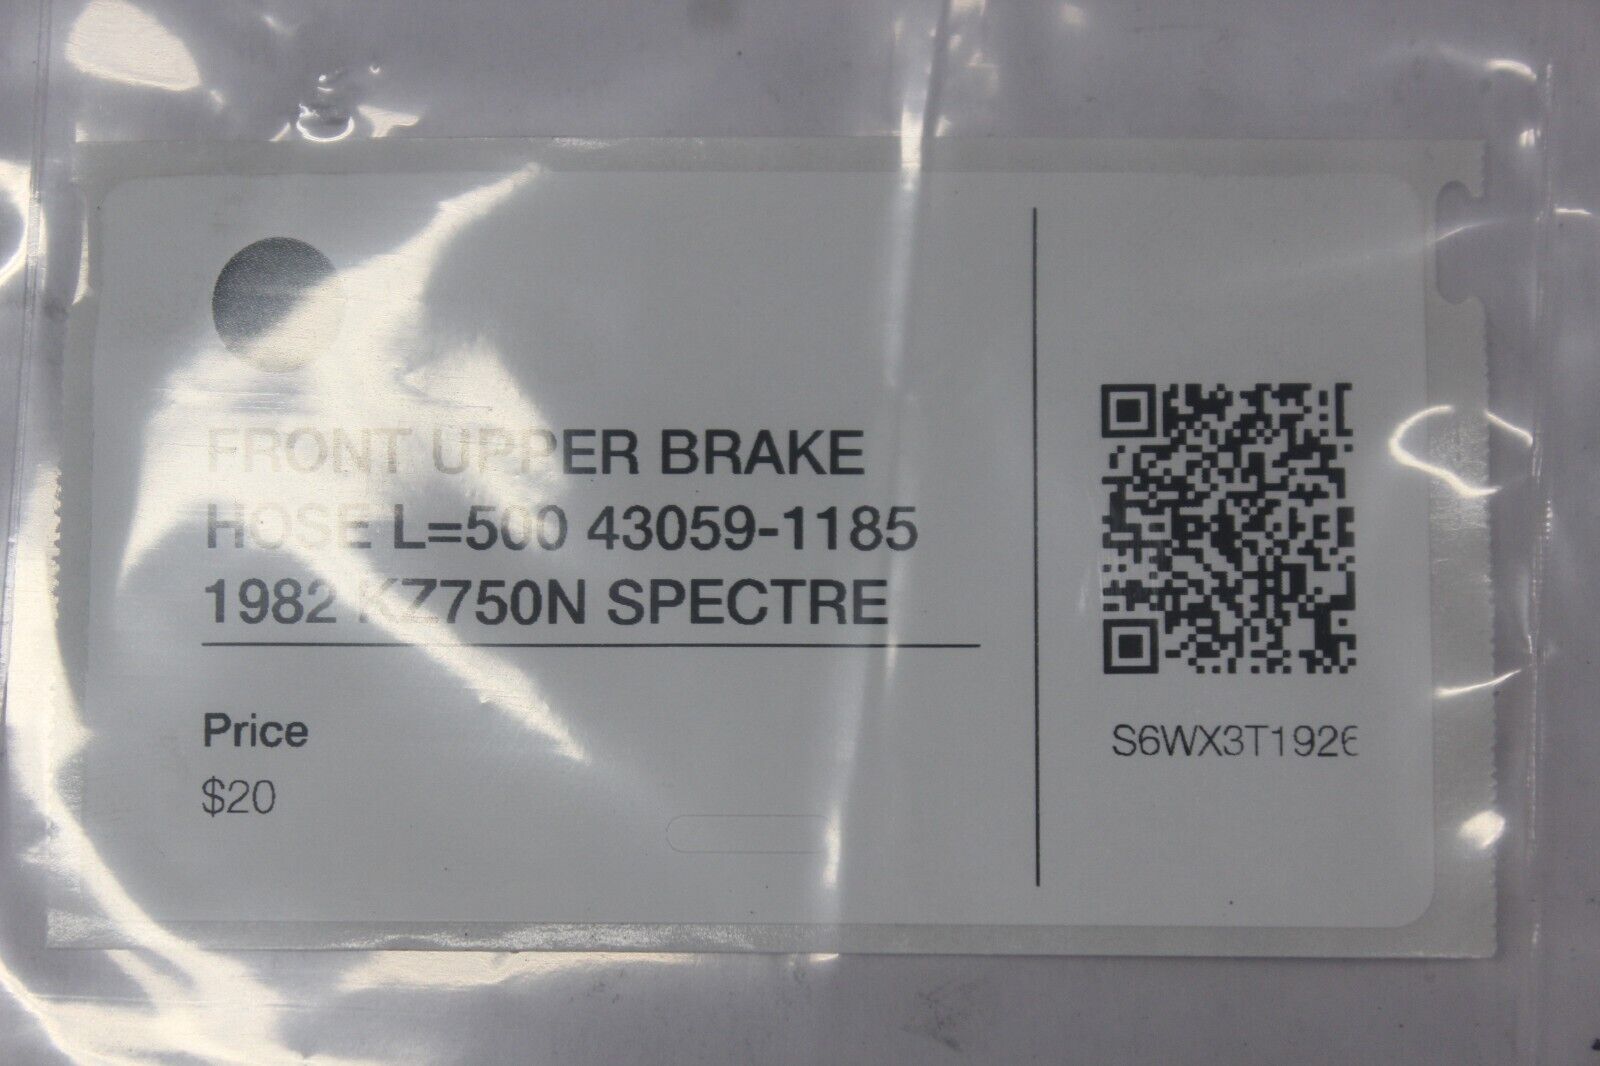 FRONT UPPER BRAKE
HOSE L=500 43059-1185
1982 KZ750N SPECTRE
Price
$20
S6WX3T1926